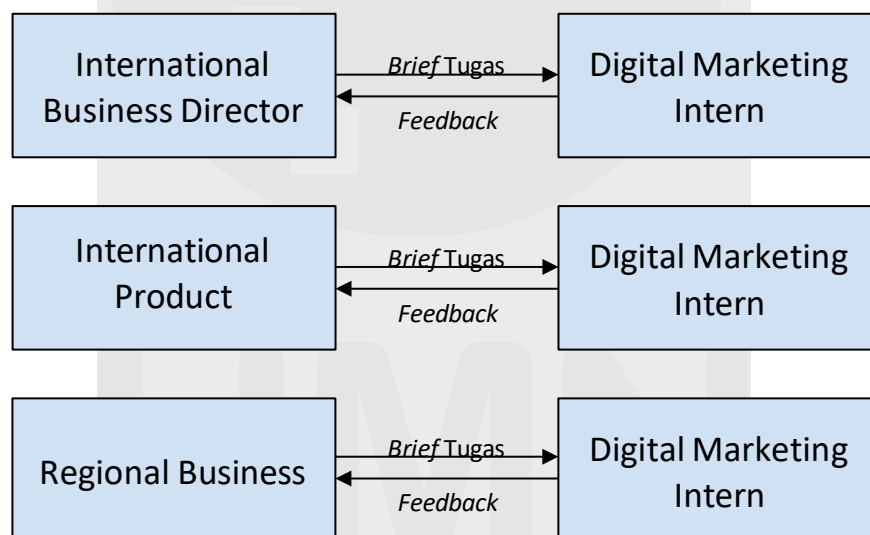 International
Business Director
Brief Tugas
Feedback
Digital Marketing
Intern
International
Product
Brief Tugas
Feedback
Digital Marketing
Intern
Regional Business
Brief Tugas
Feedback
Digital Marketing
Intern
UMN